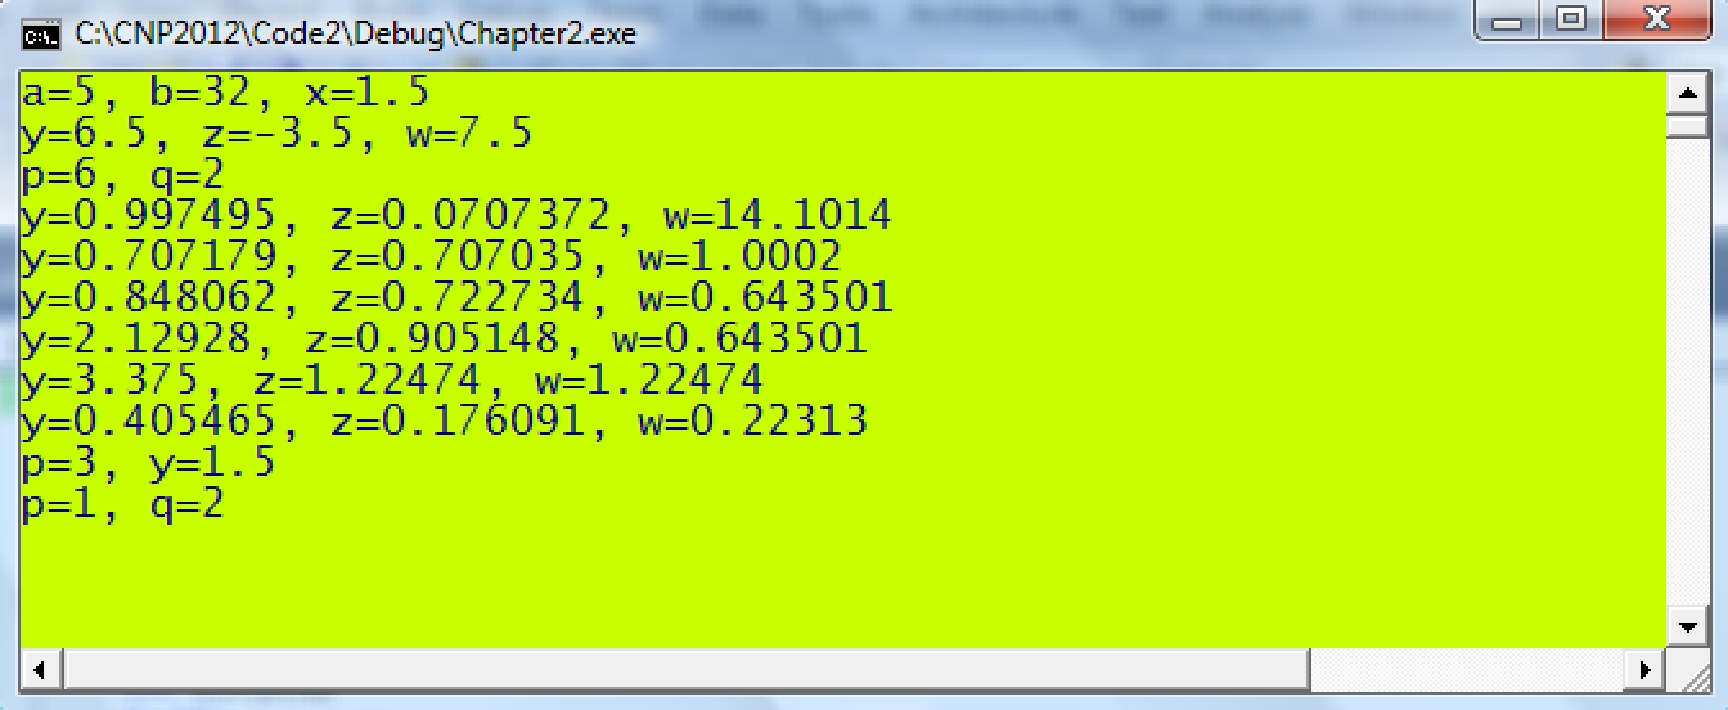 C:\CNP2012\Code2\Debug\Chapter2.exe
a=5, b=32, x=1.5
y=6.5, z=-3.5, w=7.5
p=6, q=2
y=0.997495, z=0.0707372, w=14.1014
y=0.707179, z=0.707035, w=1.0002
y=0.848062, z=0.722734, w=0.643501
y=2.12928, z=0.905148, w=0.643501
y=3.375, z=1.22474, w=1.22474
y=0.405465, z=0.176091, w=0.22313
p=3, y=1.5
p=1, q=2